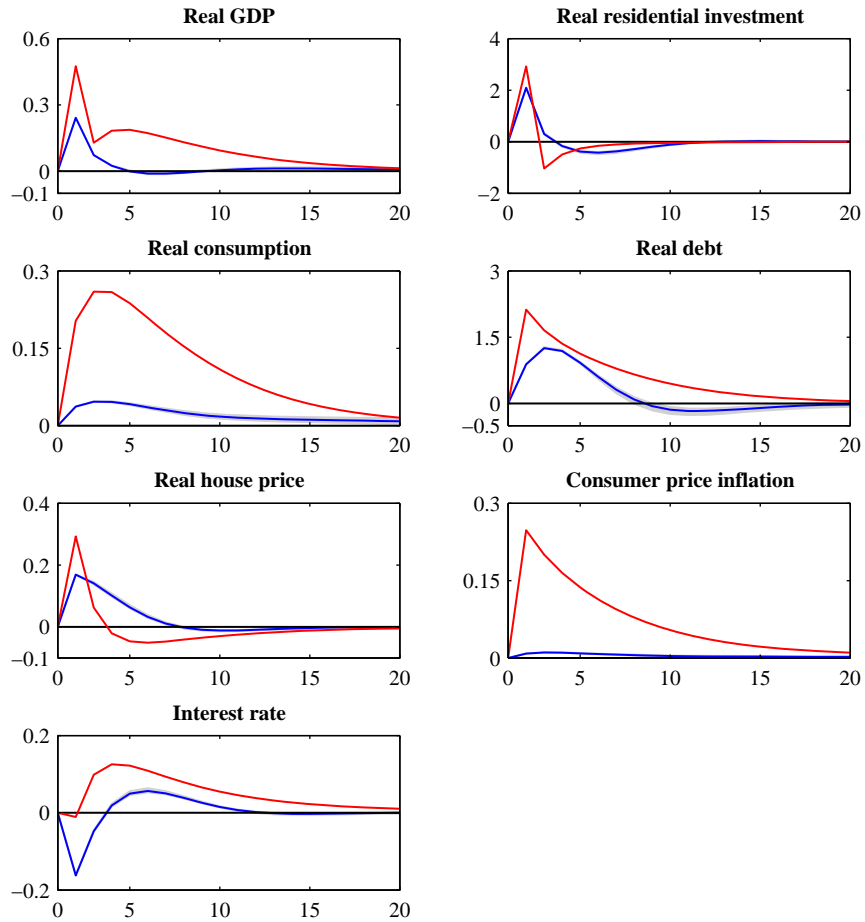 Real GDP
Real residential investment
0.6
0.3
0
−0.1
0 5 10 15 20
4
2
0
−2
0 5 10 15 20
Real consumption
Real debt
0.3
0.15
0
0 5 10 15 20
3
1.5
0
−0.5
0 5 10 15 20
Real house price
Consumer price inflation
0.4
0.2
0
−0.1
0 5 10 15 20
0.3
0.15
0
0 5 10 15 20
Interest rate
0.2
0
−0.2
0 5 10 15 20